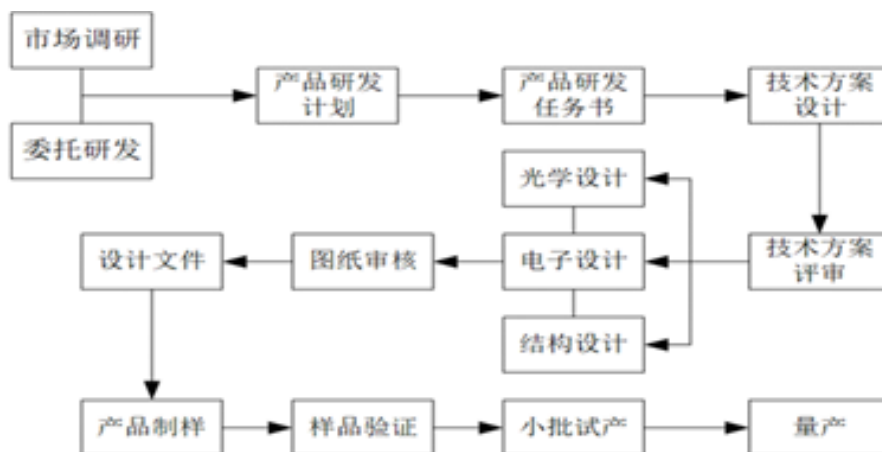 市场调研
委托研发
产品研发
计划
产品研发
任务书
技术方案
设计
光学设计
设计文件
图纸审核
电子设计
技术方案
评审
结构设计
产品制样
样品验证
小批试产
量产